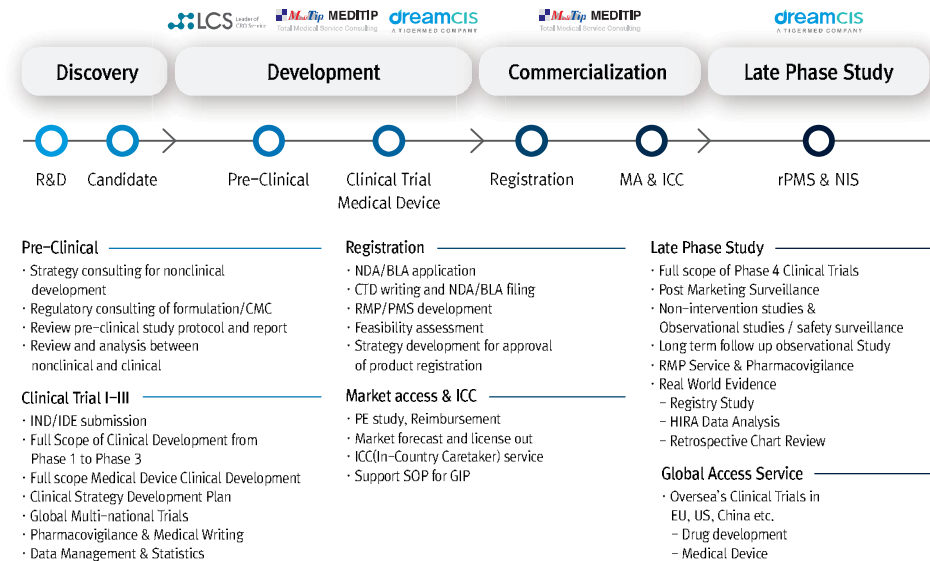 LCS Leader of CRO Service
MediTip MEDITIP
Total Medical Service Consulting
dreamCIS
A TIGERMED COMPANY
MediTip MEDITIP
Total Medical Service Consulting
dreamCIS
A TIGERMED COMPANY
Discovery
Development
Commercialization
Late Phase Study
R&D
Candidate
Pre-Clinical
Clinical Trial
Medical Device
Registration
MA & ICC
rPMS & NIS
Pre-Clinical
· Strategy consulting for nonclinical
development
· Regulatory consulting of formulation/CMC
· Review pre-clinical study protocol and report
· Review and analysis between
nonclinical and clinical
Clinical Trial I-III
· IND/IDE submission
· Full Scope of Clinical Development from
Phase 1 to Phase 3
· Full scope Medical Device Clinical Development
· Clinical Strategy Development Plan
· Global Multi-national Trials
· Pharmacovigilance & Medical Writing
· Data Management & Statistics
Registration
· NDA/BLA application
· CTD writing and NDA/BLA filing
· RMP/PMS development
· Feasibility assessment
· Strategy development for approval
of product registration
Market access & ICC
· PE study, Reimbursement
· Market forecast and license out
· ICC(In-Country Caretaker) service
· Support SOP for GIP
Late Phase Study
· Full scope of Phase 4 Clinical Trials
· Post Marketing Surveillance
· Non-intervention studies &
Observational studies / safety surveillance
· Long term follow up observational Study
· RMP Service & Pharmacovigilance
· Real World Evidence
- Registry Study
- HIRA Data Analysis
- Retrospective Chart Review
Global Access Service
· Oversea's Clinical Trials in
EU, US, China etc.
- Drug development
- Medical Device